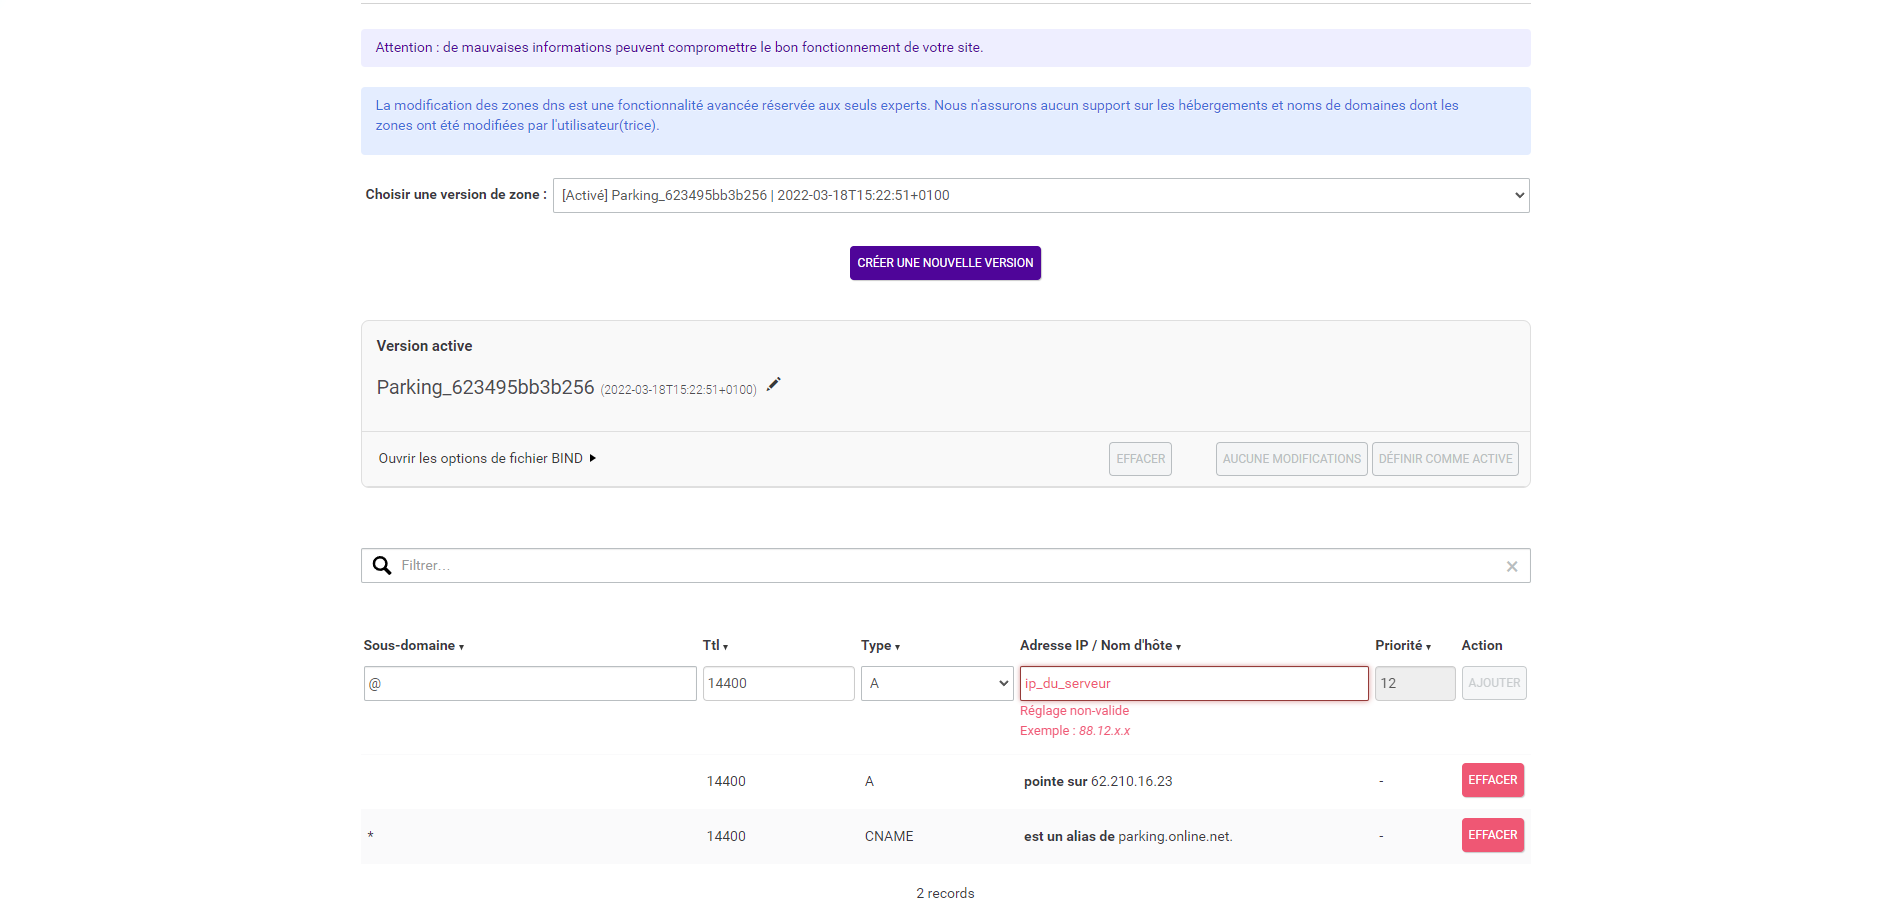 Attention : de mauvaises informations peuvent compromettre le bon fonctionnement de votre site.
La modification des zones dns est une fonctionnalité avancée réservée aux seuls experts. Nous n'assurons aucun support sur les hébergements et noms de domaines dont les
zones ont été modifiées par l'utilisateur(trice).
Choisir une version de zone : [Activé] Parking_623495bb3b256 | 2022-03-18T15:22:51+0100
CRÉER UNE NOUVELLE VERSION
Version active
Parking_623495bb3b256 (2022-03-18T15:22:51+0100)
Ouvrir les options de fichier BIND EFFACER AUCUNE MODIFICATIONS DÉFINIR COMME ACTIVE
Filtrer…
Sous-domaine Ttl Type Adresse IP / Nom d'hôte Priorité Action
@ 14400 A ip_du_serveur 12 AJOUTER
Réglage non-valide
Exemple : 88.12.x.x
14400 A pointe sur 62.210.16.23 - EFFACER
* 14400 CNAME est un alias de parking.online.net. - EFFACER
2 records